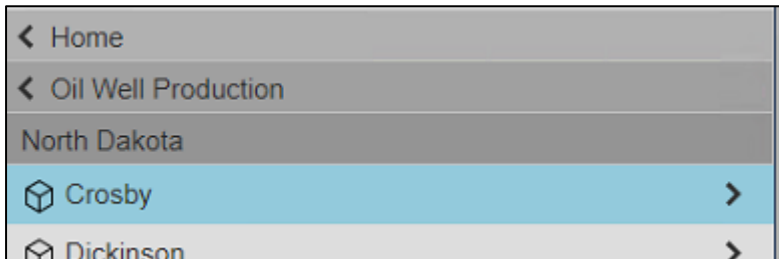 Home
Oil Well Production
North Dakota
Crosby
Dickinson